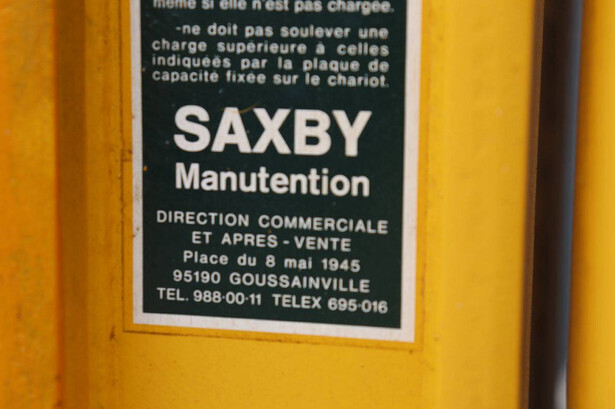 même si elle n'est pas chargée.
-ne doit pas soulever une
charge supérieure à celles
indiquées par la plaque de
capacité fixée sur le chariot.
SAXBY
Manutention
DIRECTION COMMERCIALE
ET APRES - VENTE
Place du 8 mai 1945
95190 GOUSSAINVILLE
TEL. 988·00·11 TELEX 695·016